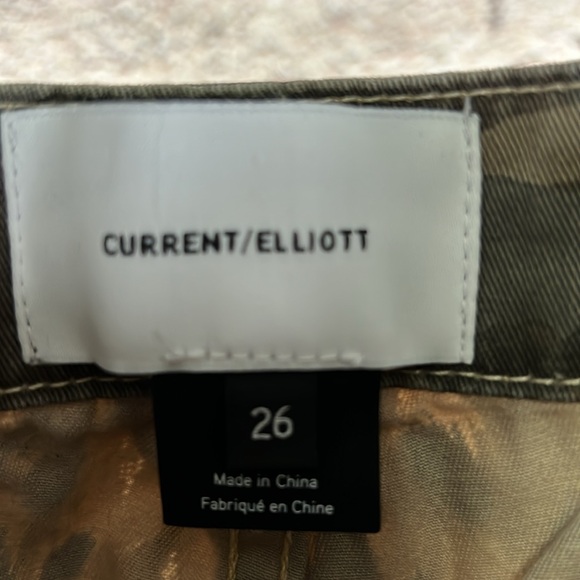 CURRENT/ELLIOTT
26
Made in China
Fabriqué en Chine